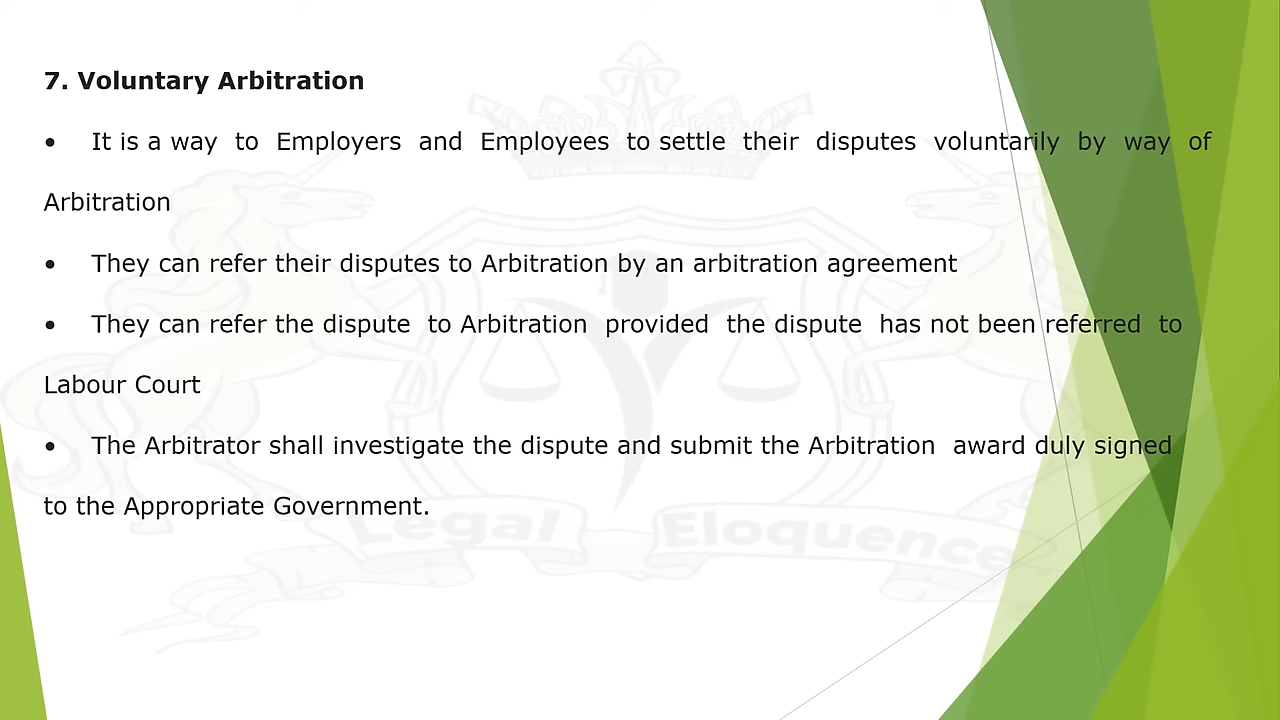 7. Voluntary Arbitration
• It is a way to Employers and Employees to settle their disputes voluntarily by way of
Arbitration
• They can refer their disputes to Arbitration by an arbitration agreement
• They can refer the dispute to Arbitration provided the dispute has not been referred to
Labour Court
• The Arbitrator shall investigate the dispute and submit the Arbitration award duly signed
to the Appropriate Government.
Legal Eloquence